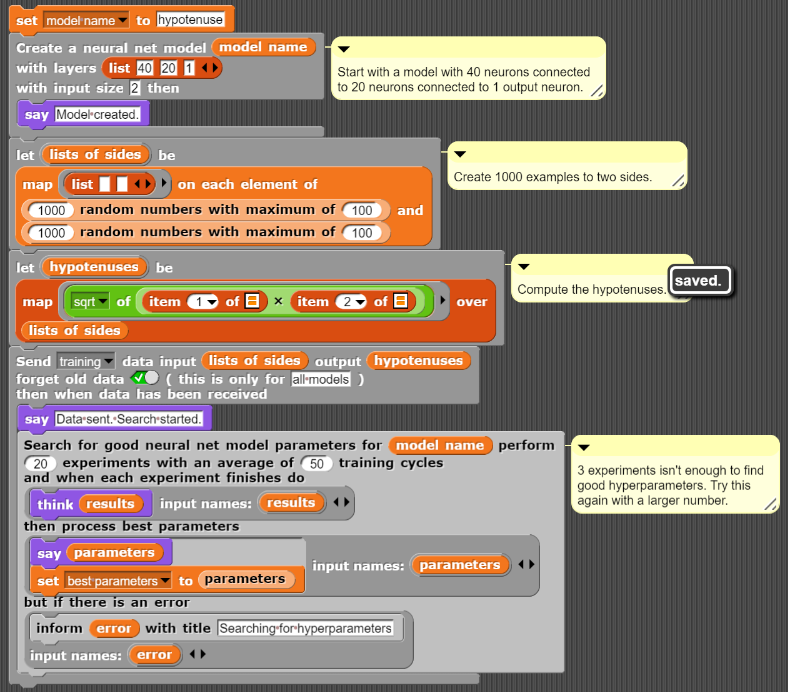 set model name to hypotenuse
Create a neural net model model name
with layers list 40 20 1
with input size 2 then
say Model created.
Start with a model with 40 neurons connected
to 20 neurons connected to 1 output neuron.
let lists of sides be
map list on each element of
1000 random numbers with maximum of 100 and
1000 random numbers with maximum of 100
Create 1000 examples to two sides.
let hypotenuses be
map sqrt of item 1 of × item 2 of over
lists of sides
Compute the hypotenuses.
saved.
Send training data input lists of sides output hypotenuses
forget old data ( this is only for all models )
then when data has been received
say Data sent. Search started.
Search for good neural net model parameters for model name perform
20 experiments with an average of 50 training cycles
and when each experiment finishes do
think results input names: results
then process best parameters
say parameters
set best parameters to parameters
input names: parameters
but if there is an error
inform error with title Searching for hyperparameters
input names: error
3 experiments isn't enough to find
good hyperparameters. Try this
again with a larger number.